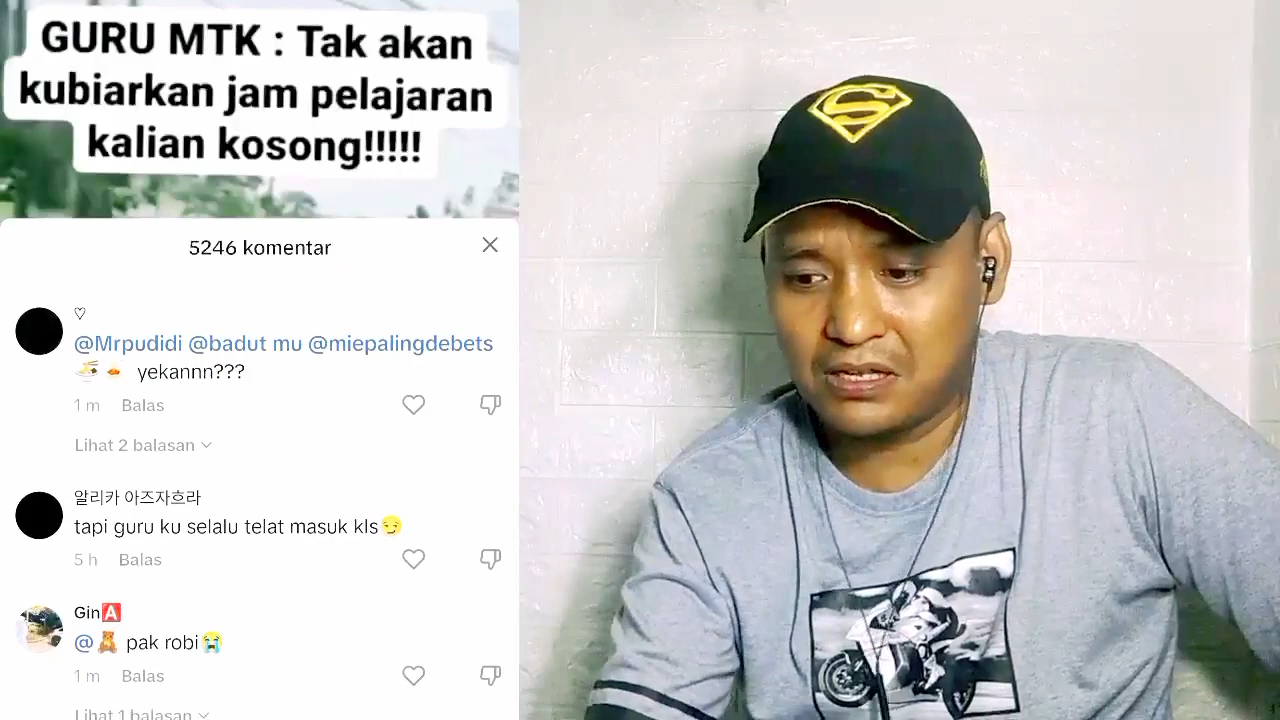 GURU MTK : Tak akan
kubiarkan jam pelajaran
kalian kosong!!!!!
5246 komentar
♡
@Mrpudidi @badut mu @miepalingdebets
🍜 🍛 yekannn???
1 m Balas
Lihat 2 balasan
알리카 아즈자흐라
tapi guru ku selalu telat masuk kls😏
5 h Balas
Gin🅰️
@🧸 pak robi😭
1 m Balas
Lihat 1 balasan
S